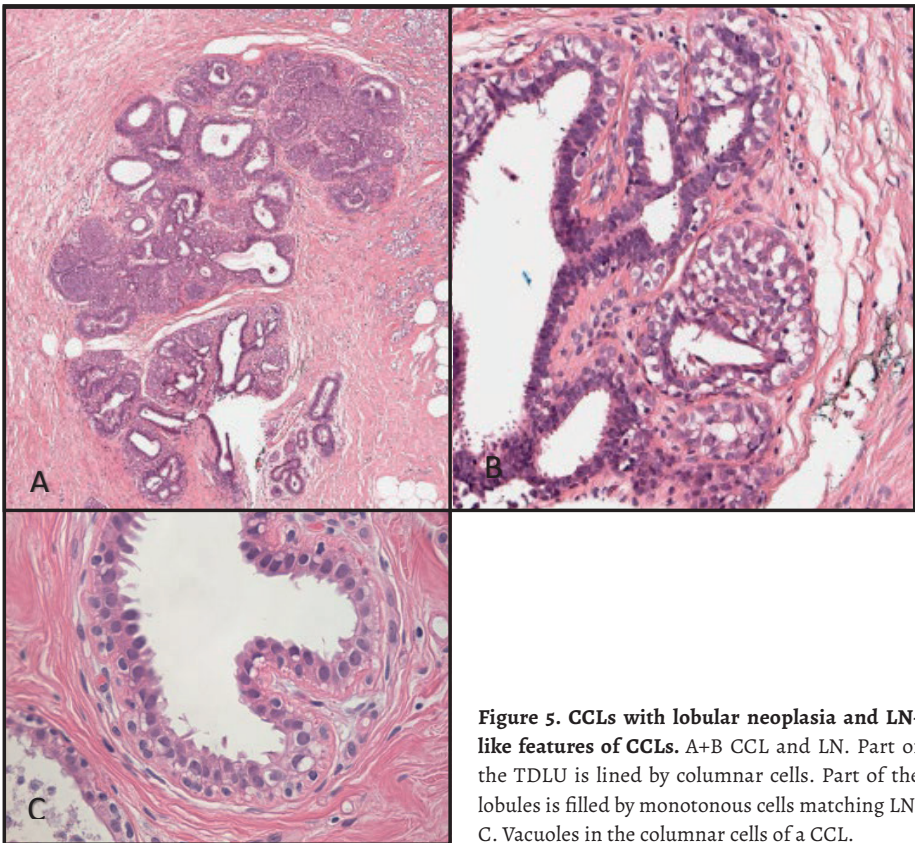 A
B
C
Figure 5. CCLs with lobular neoplasia and LN-
like features of CCLs. A+B CCL and LN. Part of
the TDLU is lined by columnar cells. Part of the
lobules is filled by monotonous cells matching LN.
C. Vacuoles in the columnar cells of a CCL.